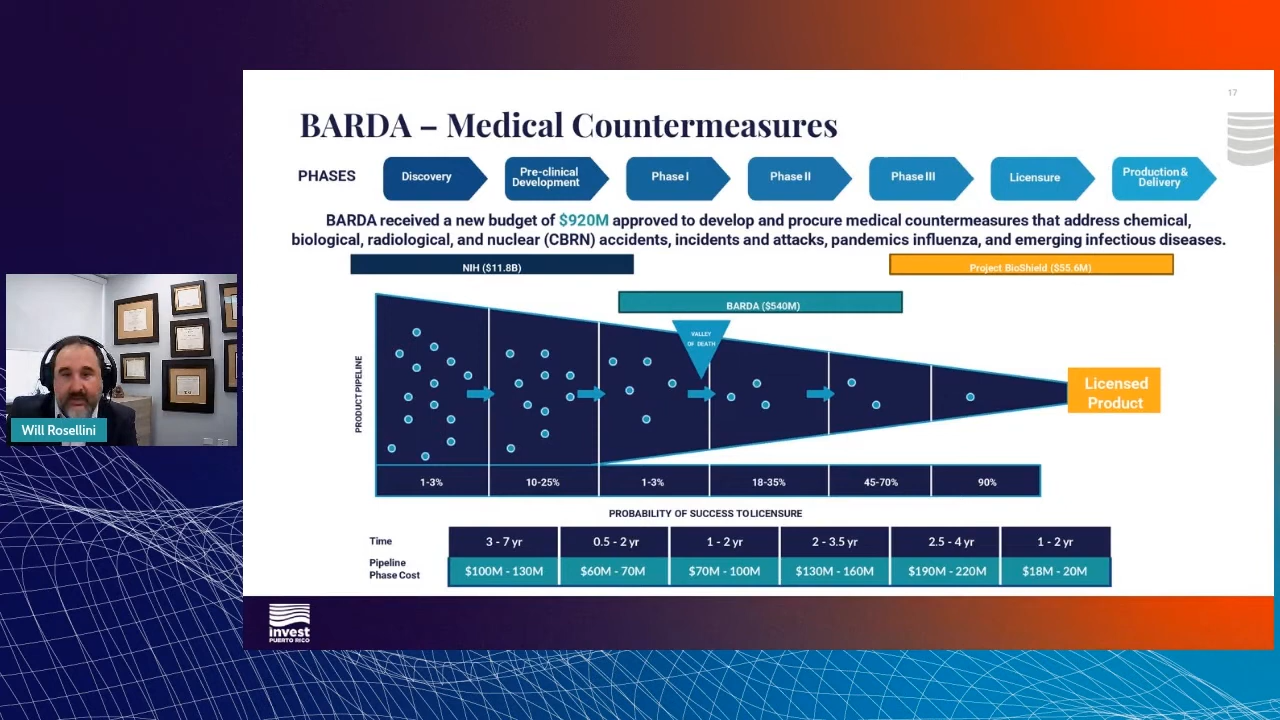 17
BARDA – Medical Countermeasures
PHASES
Discovery
Pre-clinical
Development
Phase I
Phase II
Phase III
Licensure
Production &
Delivery
BARDA received a new budget of $920M approved to develop and procure medical countermeasures that address chemical,
biological, radiological, and nuclear (CBRN) accidents, incidents and attacks, pandemics influenza, and emerging infectious diseases.
NIH ($11.8B)
Project BioShield ($55.6M)
BARDA ($540M)
VALLEY
OF DEATH
PRODUCT PIPELINE
Licensed
Product
1-3%
10-25%
1-3%
18-35%
45-70%
90%
PROBABILITY OF SUCCESS TO LICENSURE
Time
3 - 7 yr
0.5 - 2 yr
1 - 2 yr
2 - 3.5 yr
2.5 - 4 yr
1 - 2 yr
Pipeline
Phase Cost
$100M - 130M
$60M - 70M
$70M - 100M
$130M - 160M
$190M - 220M
$18M - 20M
Will Rosellini
invest
PUERTO RICO